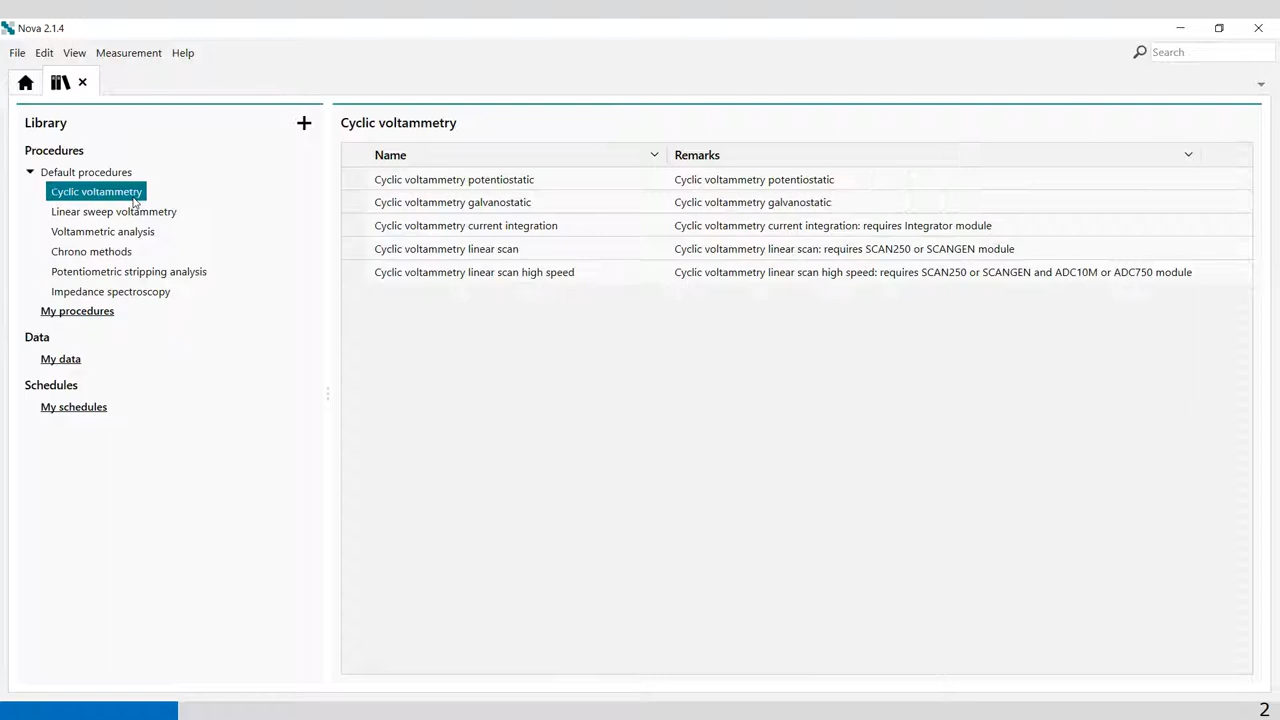 Nova 2.1.4
File Edit View Measurement Help
Search
Library
Procedures
Default procedures
Cyclic voltammetry
Linear sweep voltammetry
Voltammetric analysis
Chrono methods
Potentiometric stripping analysis
Impedance spectroscopy
My procedures
Data
My data
Schedules
My schedules
Cyclic voltammetry
Name Remarks
Cyclic voltammetry potentiostatic Cyclic voltammetry potentiostatic
Cyclic voltammetry galvanostatic Cyclic voltammetry galvanostatic
Cyclic voltammetry current integration Cyclic voltammetry current integration: requires Integrator module
Cyclic voltammetry linear scan Cyclic voltammetry linear scan: requires SCAN250 or SCANGEN module
Cyclic voltammetry linear scan high speed Cyclic voltammetry linear scan high speed: requires SCAN250 or SCANGEN and ADC10M or ADC750 module
2